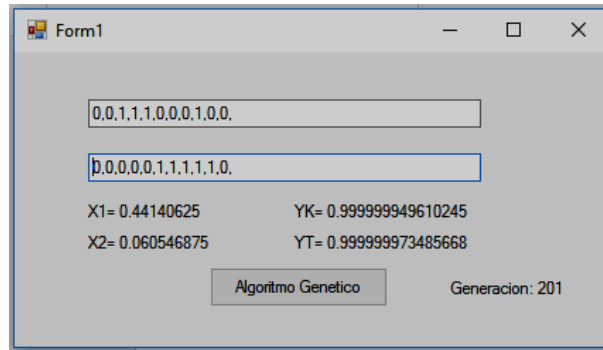 Form1
0,0,1,1,1,0,0,0,1,0,0,
0,0,0,0,0,1,1,1,1,1,0,
X1= 0.44140625 YK= 0.999999949610245
X2= 0.060546875 YT= 0.999999973485668
Algoritmo Genetico Generacion: 201